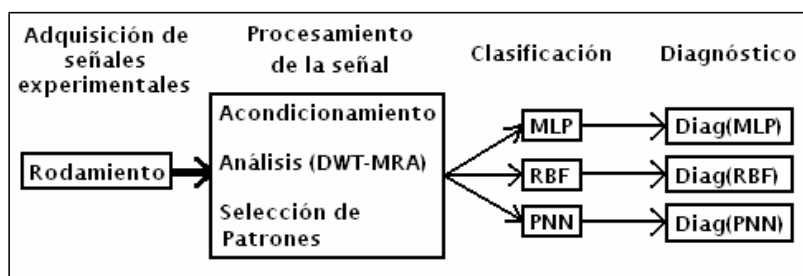 Adquisición de
señales
experimentales
Procesamiento
de la señal
Clasificación
Diagnóstico
Rodamiento
Acondicionamiento
Análisis (DWT-MRA)
Selección de
Patrones
MLP
RBF
PNN
Diag(MLP)
Diag(RBF)
Diag(PNN)